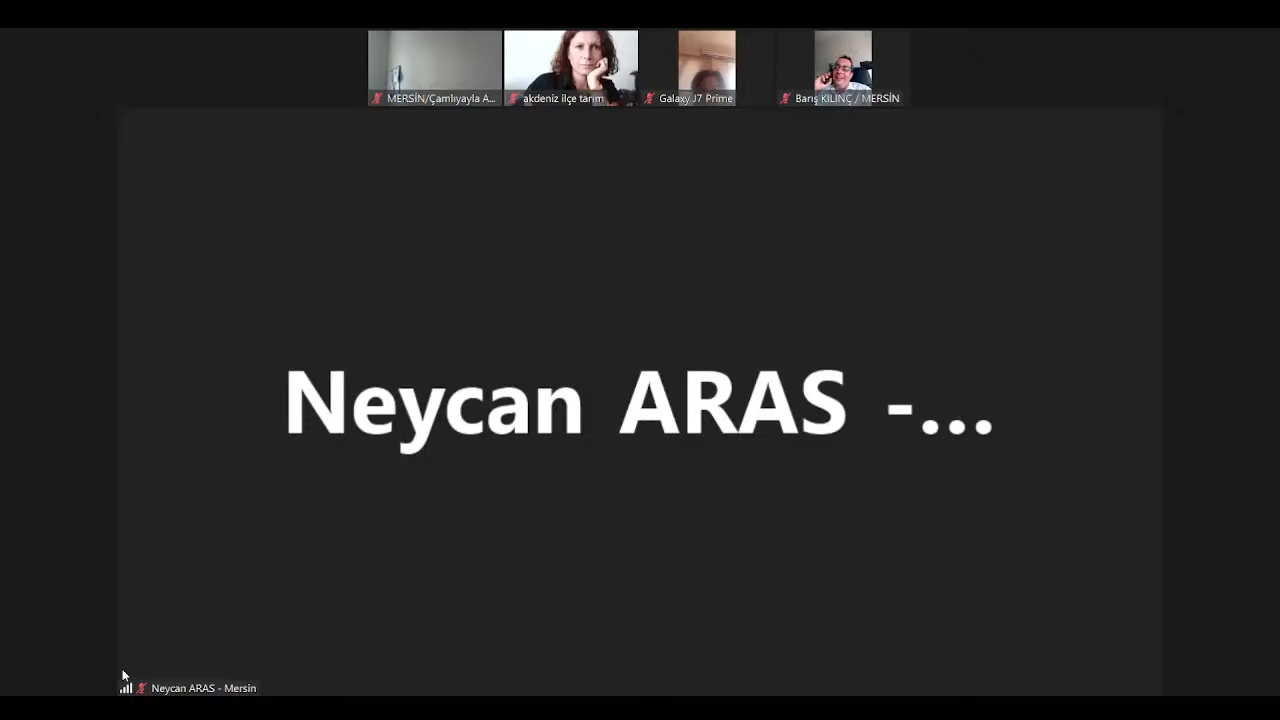 MERSİN/Çamlıyayla A...
akdeniz ilçe tarım
Galaxy J7 Prime
Barış KILINÇ / MERSİN
Neycan ARAS -...
Neycan ARAS - Mersin